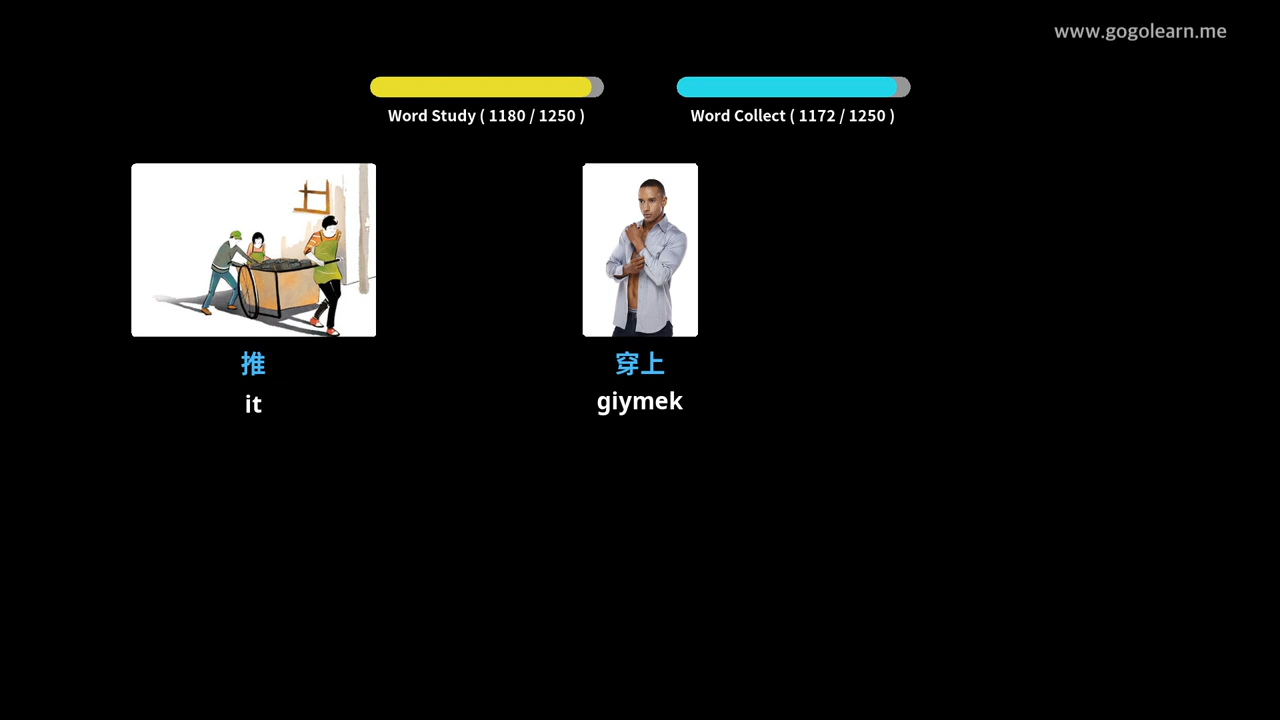 www.gogolearn.me
Word Study ( 1180 / 1250 )
Word Collect ( 1172 / 1250 )
推
it
穿上
giymek